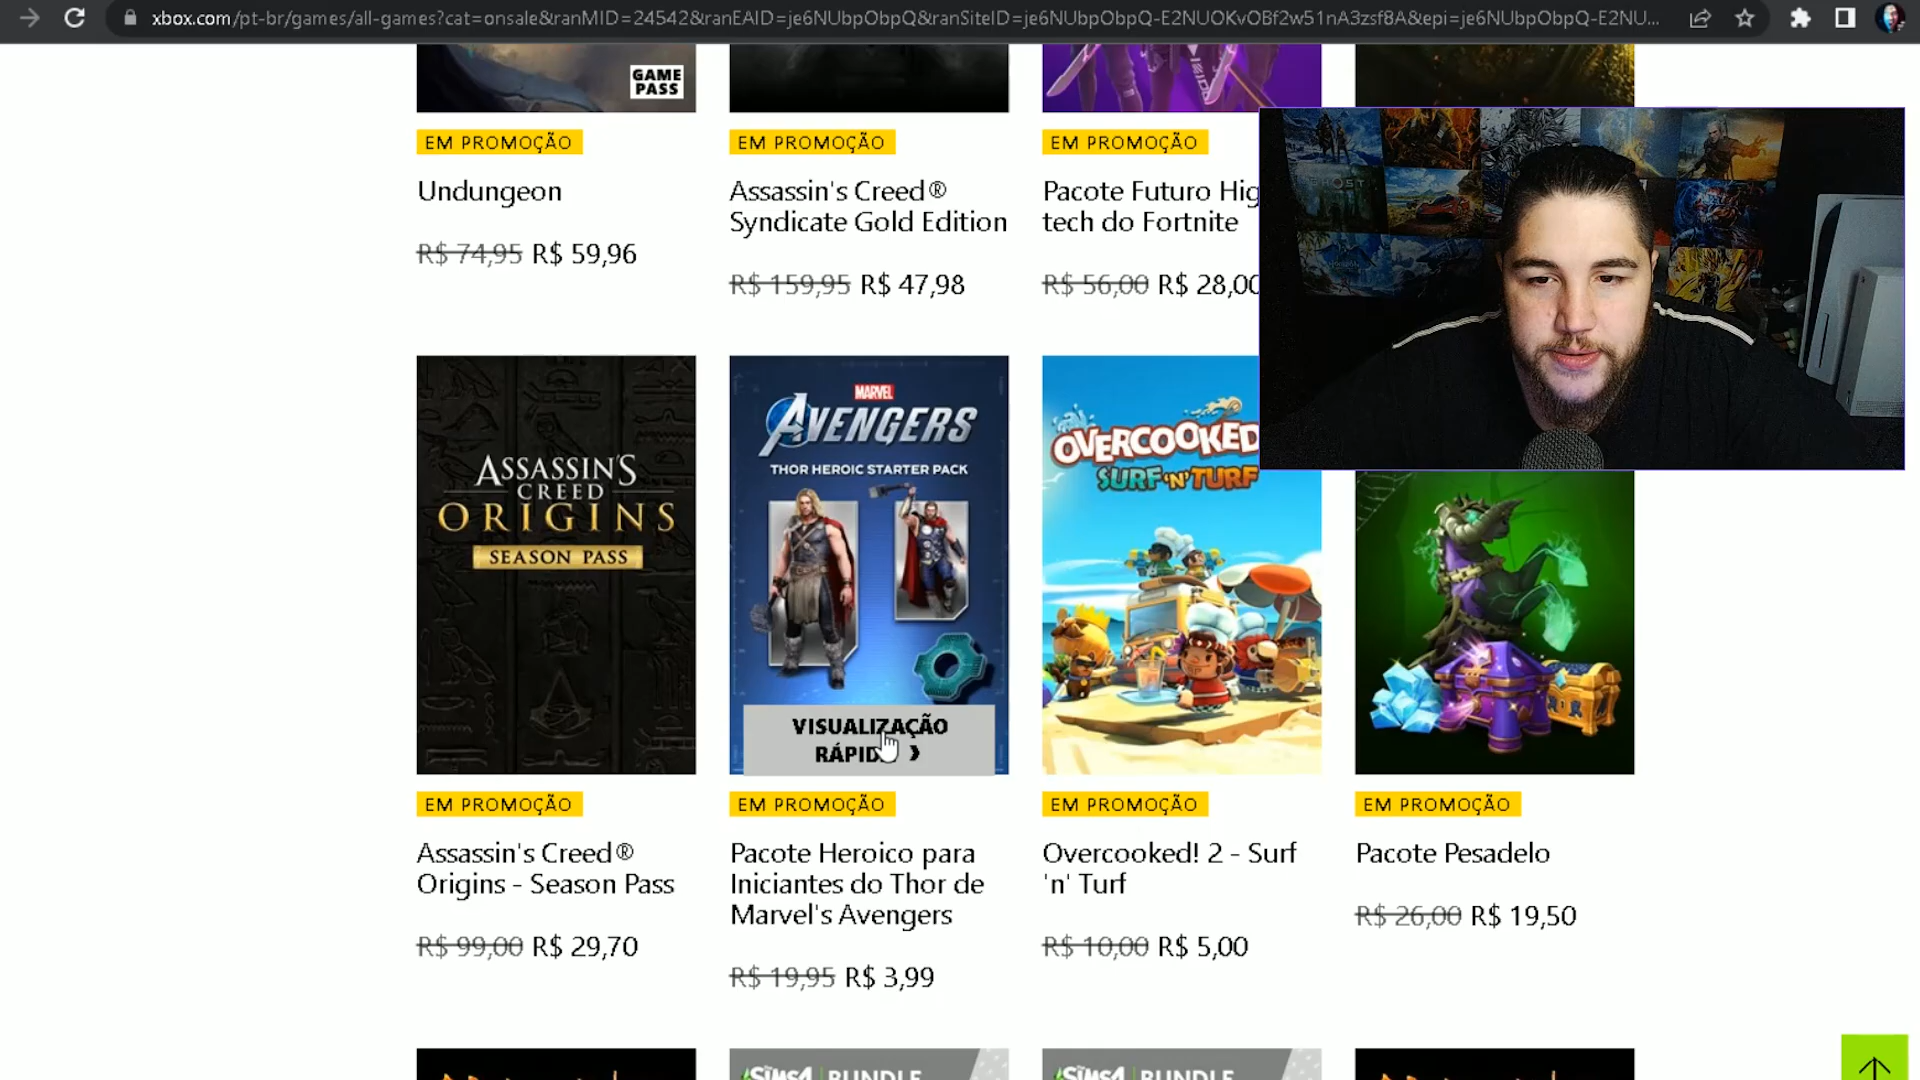 xbox.com/pt-br/games/all-games?cat=onsale&ranMID=24542&ranEAID=je6NUbpObpQ&ranSiteID=je6NUbpObpQ-E2NUOKvOBf2w51nA3zsf8A&epi=je6NUbpObpQ-E2NU...
GAME
PASS
EM PROMOÇÃO
Undungeon
R$ 74,95 R$ 59,96
EM PROMOÇÃO
Assassin's Creed®
Syndicate Gold Edition
R$ 159,95 R$ 47,98
EM PROMOÇÃO
Pacote Futuro Hig
tech do Fortnite
R$ 56,00 R$ 28,00
GHOST
ASSASSIN'S
CREED
ORIGINS
SEASON PASS
EM PROMOÇÃO
Assassin's Creed®
Origins - Season Pass
R$ 99,00 R$ 29,70
MARVEL
AVENGERS
THOR HEROIC STARTER PACK
VISUALIZAÇÃO
RÁPIDA
EM PROMOÇÃO
Pacote Heroico para
Iniciantes do Thor de
Marvel's Avengers
R$ 19,95 R$ 3,99
OVERCOOKED
SURF 'N' TURF
EM PROMOÇÃO
Overcooked! 2 - Surf
'n' Turf
R$ 10,00 R$ 5,00
EM PROMOÇÃO
Pacote Pesadelo
R$ 26,00 R$ 19,50
SIMS4 BUNDLE
SIMS4 BUNDLE